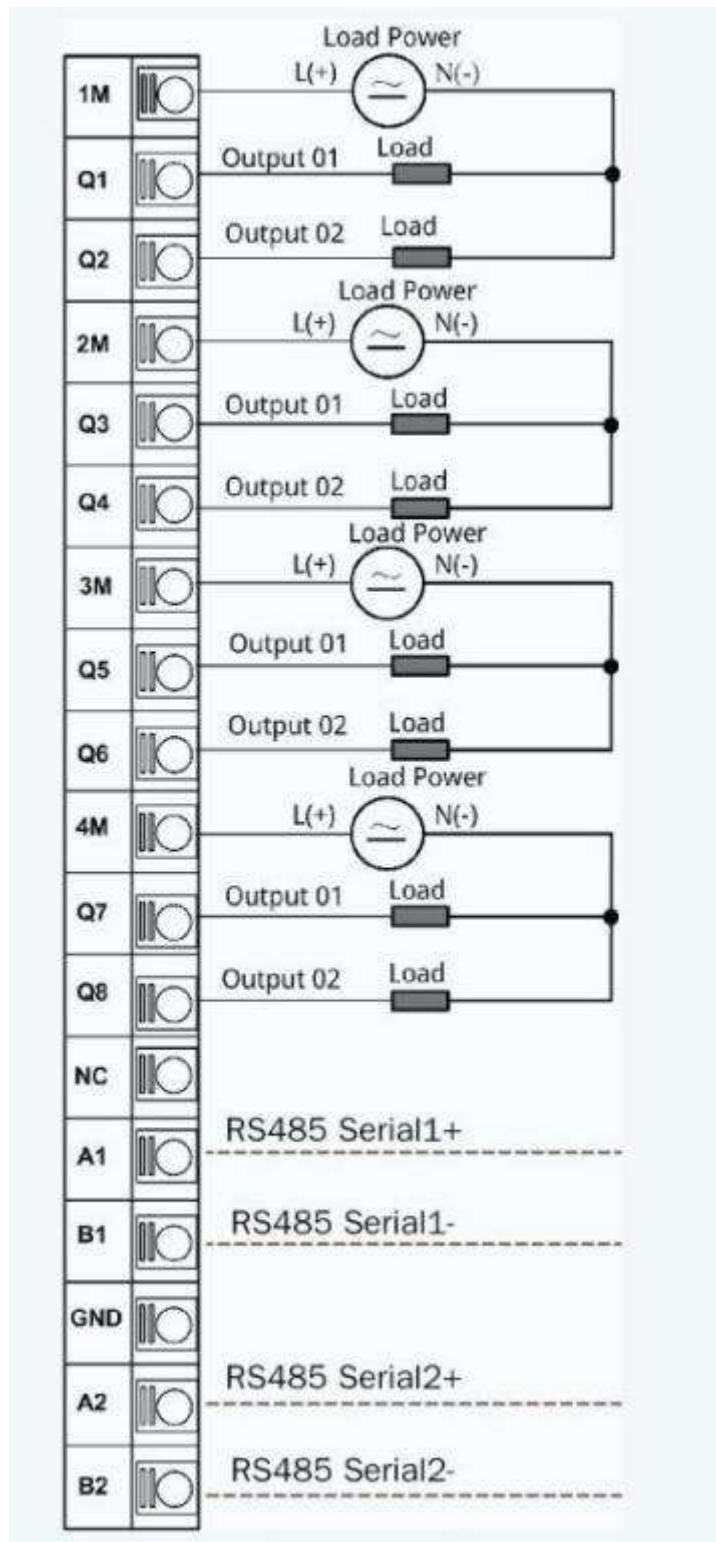 Load Power
1M L(+) N(-)
Q1 Output 01 Load
Q2 Output 02 Load
Load Power
2M L(+) N(-)
Q3 Output 01 Load
Q4 Output 02 Load
Load Power
3M L(+) N(-)
Q5 Output 01 Load
Q6 Output 02 Load
Load Power
4M L(+) N(-)
Q7 Output 01 Load
Q8 Output 02 Load
NC
A1 RS485 Serial1+
B1 RS485 Serial1-
GND
A2 RS485 Serial2+
B2 RS485 Serial2-